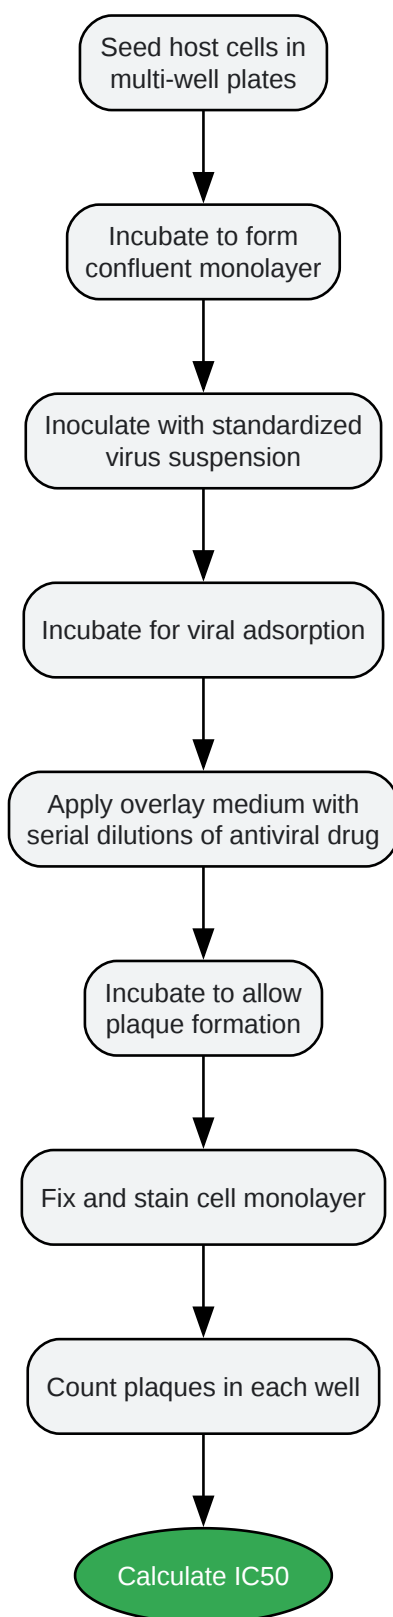 Seed host cells in
multi-well plates
Incubate to form
confluent monolayer
Inoculate with standardized
virus suspension
Incubate for viral adsorption
Apply overlay medium with
serial dilutions of antiviral drug
Incubate to allow
plaque formation
Fix and stain cell monolayer
Count plaques in each well
Calculate IC50